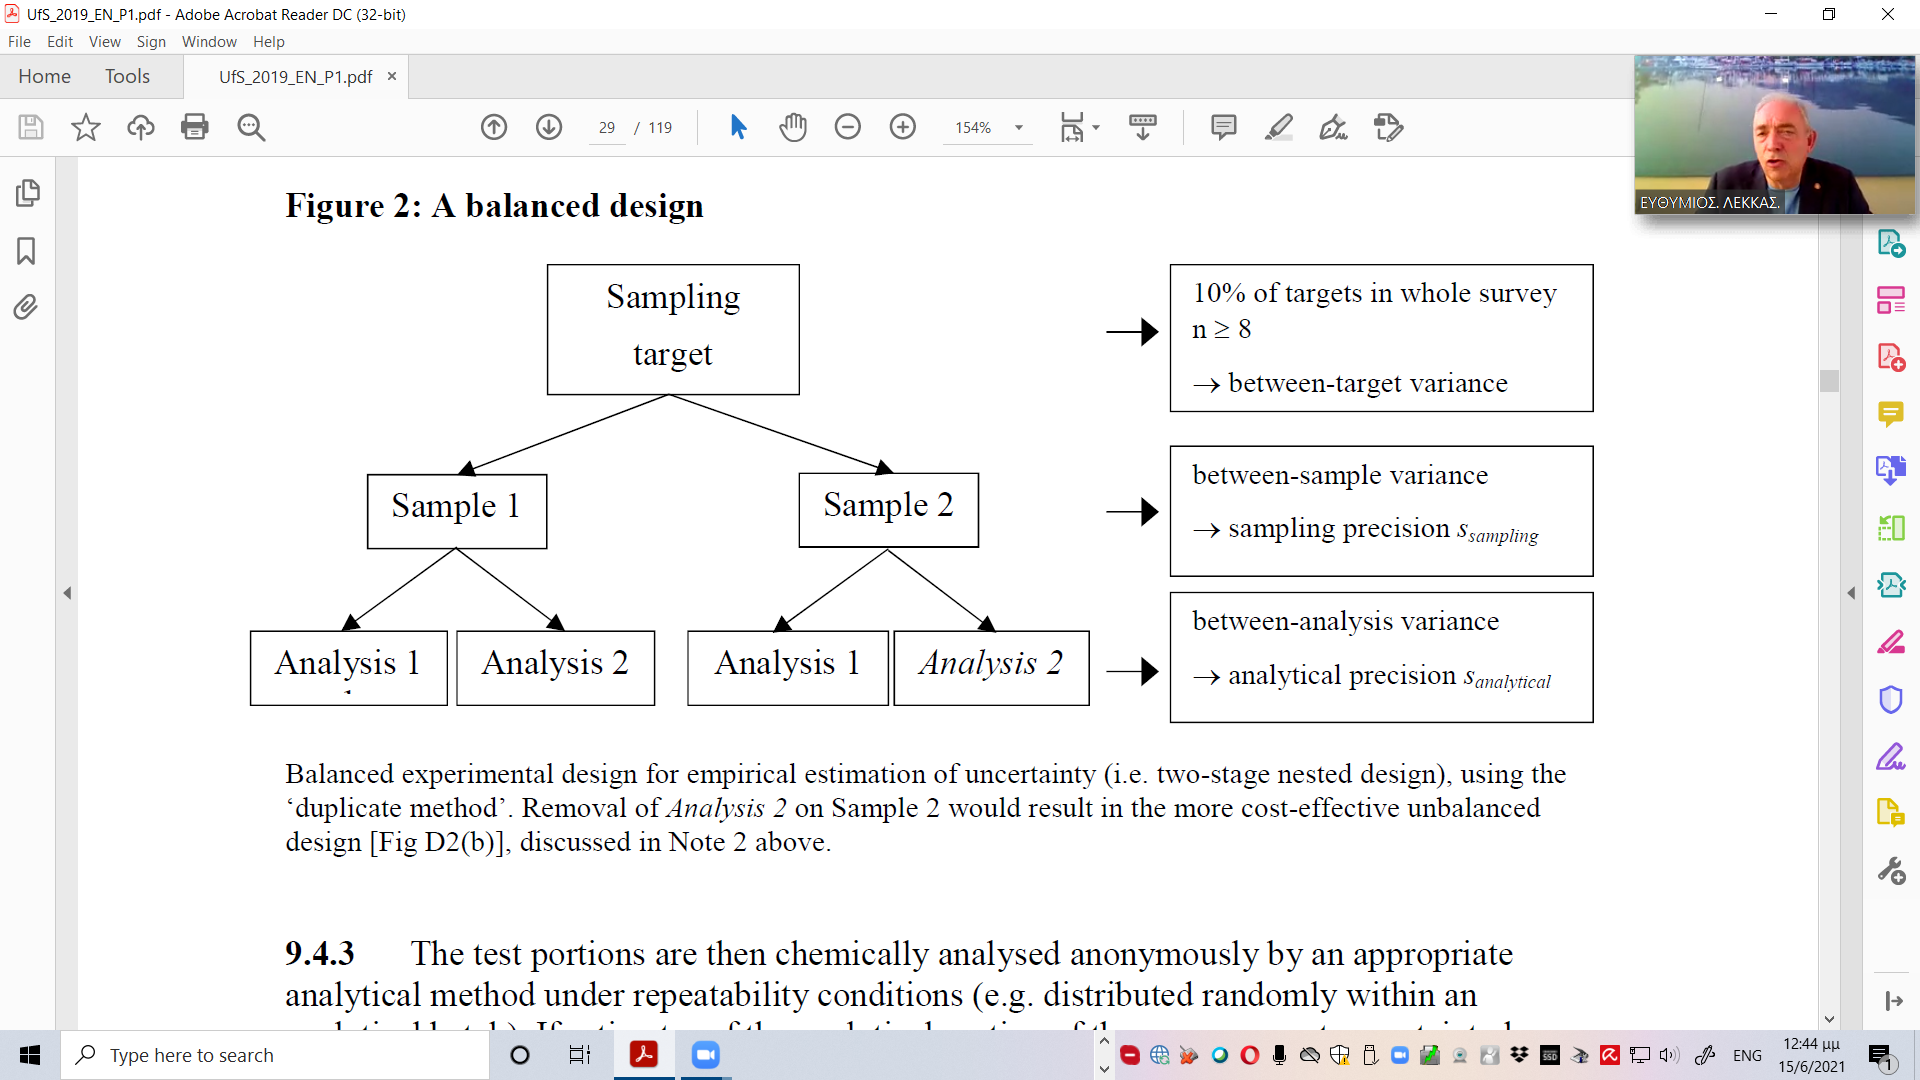 UfS_2019_EN_P1.pdf - Adobe Acrobat Reader DC (32-bit)
File Edit View Sign Window Help
Home Tools UfS_2019_EN_P1.pdf ×
29 / 119 154%
ΕΥΘΥΜΙΟΣ. ΛΕΚΚΑΣ.
Figure 2: A balanced design
Sampling
target
10% of targets in whole survey
n ≥ 8
→ between-target variance
Sample 1
Sample 2
between-sample variance
→ sampling precision s_sampling
Analysis 1
Analysis 2
Analysis 1
Analysis 2
between-analysis variance
→ analytical precision s_analytical
Balanced experimental design for empirical estimation of uncertainty (i.e. two-stage nested design), using the
‘duplicate method’. Removal of Analysis 2 on Sample 2 would result in the more cost-effective unbalanced
design [Fig D2(b)], discussed in Note 2 above.
9.4.3 The test portions are then chemically analysed anonymously by an appropriate
analytical method under repeatability conditions (e.g. distributed randomly within an
Type here to search
SSD
ENG
12:44 μμ
15/6/2021
1